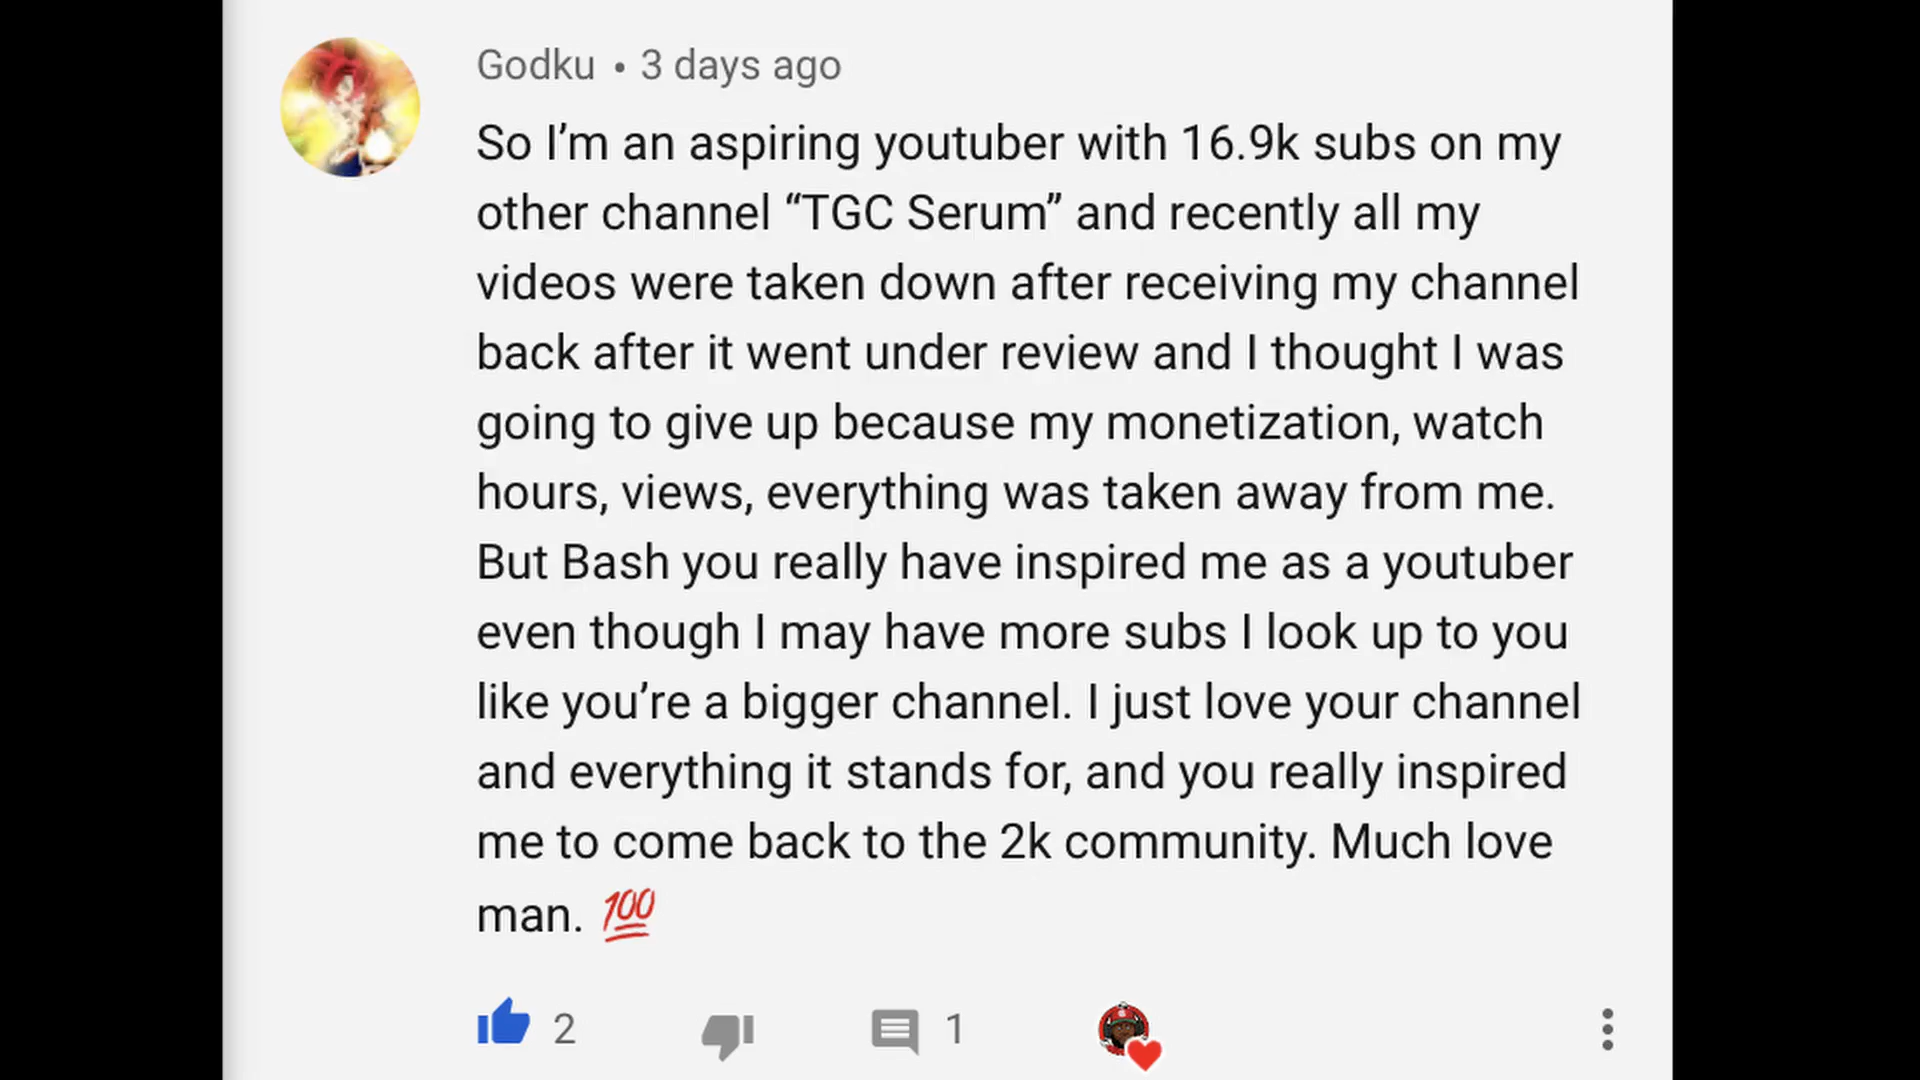 Godku • 3 days ago
So I’m an aspiring youtuber with 16.9k subs on my
other channel “TGC Serum” and recently all my
videos were taken down after receiving my channel
back after it went under review and I thought I was
going to give up because my monetization, watch
hours, views, everything was taken away from me.
But Bash you really have inspired me as a youtuber
even though I may have more subs I look up to you
like you’re a bigger channel. I just love your channel
and everything it stands for, and you really inspired
me to come back to the 2k community. Much love
man. 💯
2
1